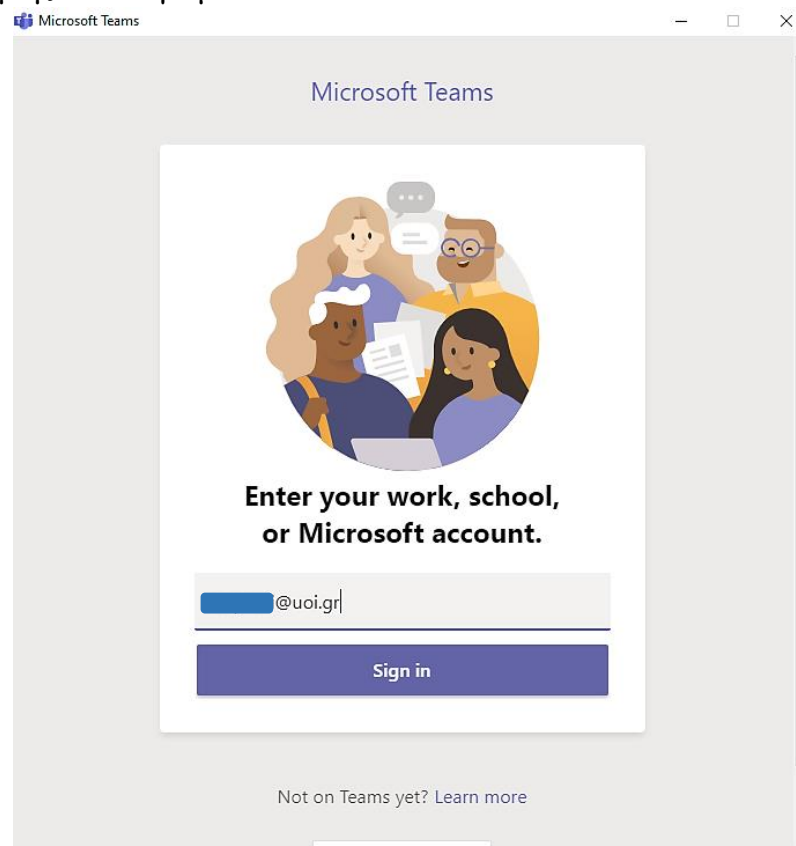 Microsoft Teams
Microsoft Teams
Enter your work, school,
or Microsoft account.
@uoi.gr
Sign in
Not on Teams yet? Learn more